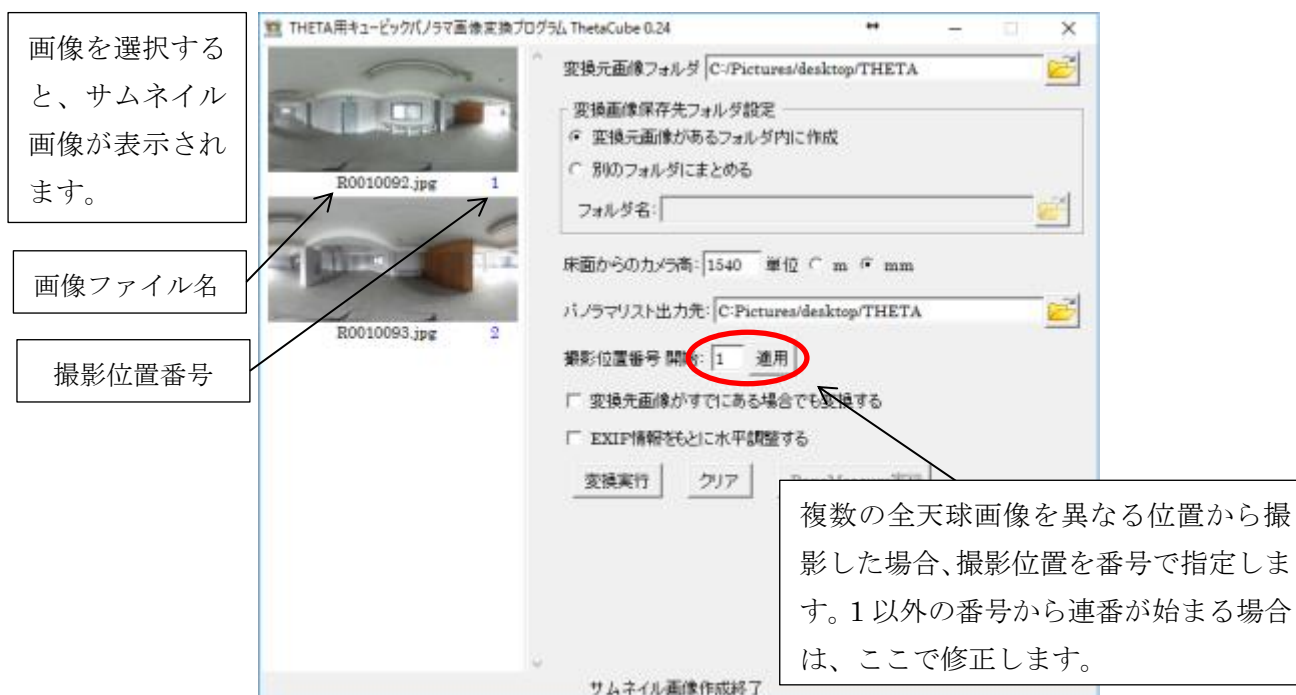 画像を選択する
と、サムネイル
画像が表示され
ます。
画像ファイル名
撮影位置番号
THETA用キュービックパノラマ画像変換プログラム ThetaCube 0.24
R0010092.jpg 1
R0010093.jpg 2
変換元画像フォルダ C:/Pictures/desktop/THETA
変換画像保存先フォルダ設定
変換元画像があるフォルダ内に作成
別のフォルダにまとめる
フォルダ名:
床面からのカメラ高: 1540 単位 m mm
パノラマリスト出力先: C:Pictures/desktop/THETA
撮影位置番号 開始: 1 適用
変換先画像がすでにある場合でも変換する
EXIF情報をもとに水平調整する
変換実行 クリア
複数の全天球画像を異なる位置から撮
影した場合、撮影位置を番号で指定しま
す。1以外の番号から連番が始まる場合
は、ここで修正します。
サムネイル画像作成終了